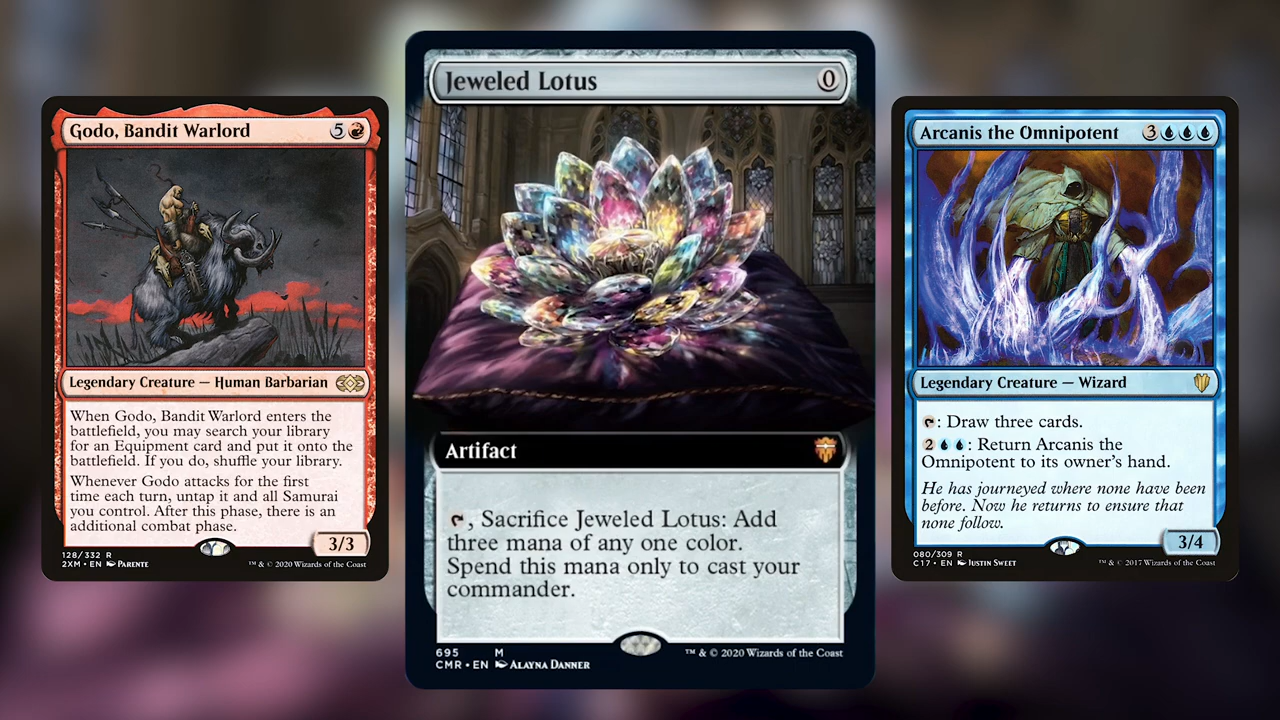 Godo, Bandit Warlord 5
Legendary Creature — Human Barbarian
When Godo, Bandit Warlord enters the
battlefield, you may search your library
for an Equipment card and put it onto the
battlefield. If you do, shuffle your library.
Whenever Godo attacks for the first
time each turn, untap it and all Samurai
you control. After this phase, there is an
additional combat phase.
3/3
128/332 R
2XM • EN Parente
™ & © 2020 Wizards of the Coast
Jeweled Lotus 0
Artifact
, Sacrifice Jeweled Lotus: Add
three mana of any one color.
Spend this mana only to cast your
commander.
695 M
CMR • EN Alayna Danner
™ & © 2020 Wizards of the Coast
Arcanis the Omnipotent 3
Legendary Creature — Wizard
: Draw three cards.
2 : Return Arcanis the
Omnipotent to its owner's hand.
He has journeyed where none have been
before. Now he returns to ensure that
none follow.
3/4
080/309 R
C17 • EN Justin Sweet
™ & © 2017 Wizards of the Coast